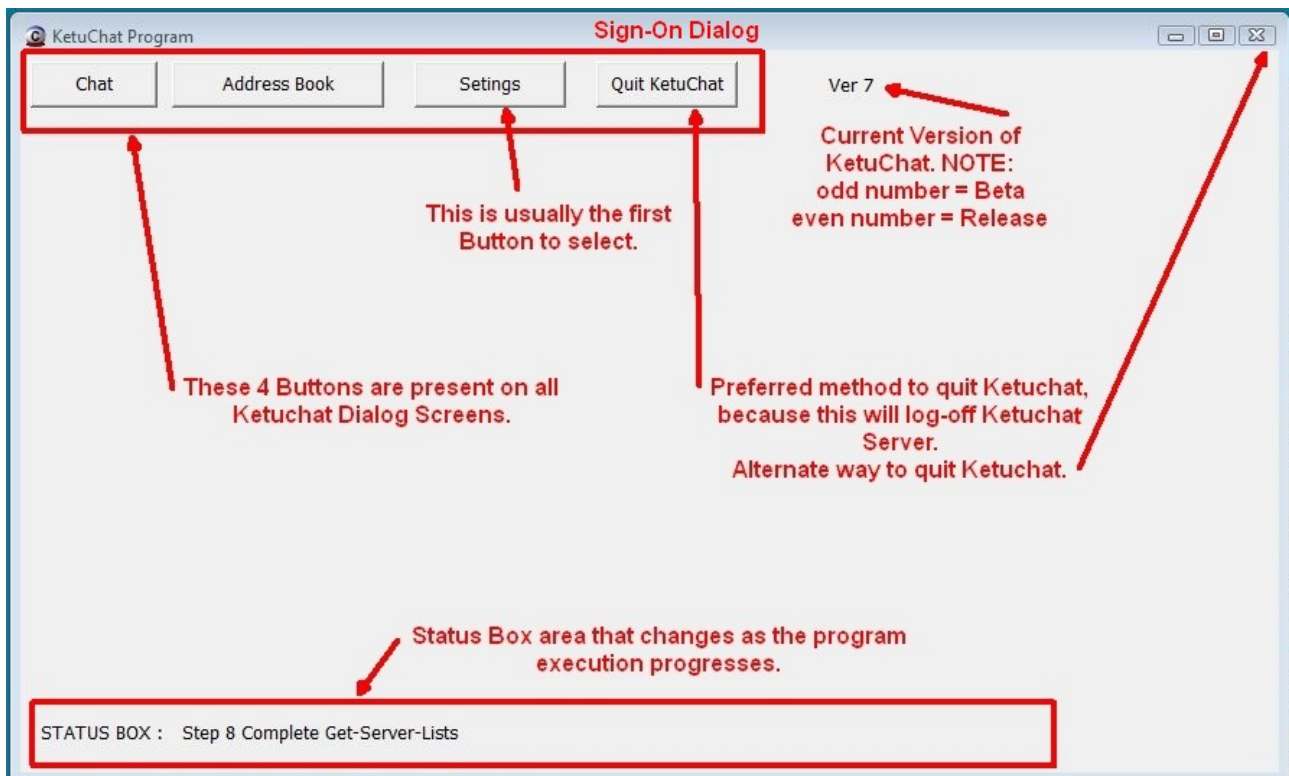 KetuChat Program
Sign-On Dialog
Chat
Address Book
Setings
Quit KetuChat
Ver 7
Current Version of
KetuChat. NOTE:
odd number = Beta
even number = Release
This is usually the first
Button to select.
These 4 Buttons are present on all
Ketuchat Dialog Screens.
Preferred method to quit Ketuchat,
because this will log-off Ketuchat
Server.
Alternate way to quit Ketuchat.
Status Box area that changes as the program
execution progresses.
STATUS BOX : Step 8 Complete Get-Server-Lists